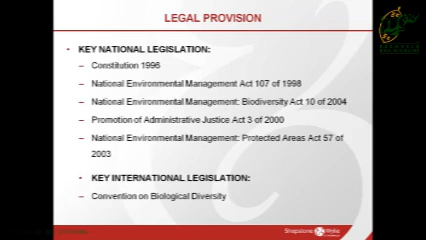 LEGAL PROVISION
• KEY NATIONAL LEGISLATION:
– Constitution 1996
– National Environmental Management Act 107 of 1998
– National Environmental Management: Biodiversity Act 10 of 2004
– Promotion of Administrative Justice Act 3 of 2000
– National Environmental Management: Protected Areas Act 57 of
2003
• KEY INTERNATIONAL LEGISLATION:
– Convention on Biological Diversity
Shepstone Wylie